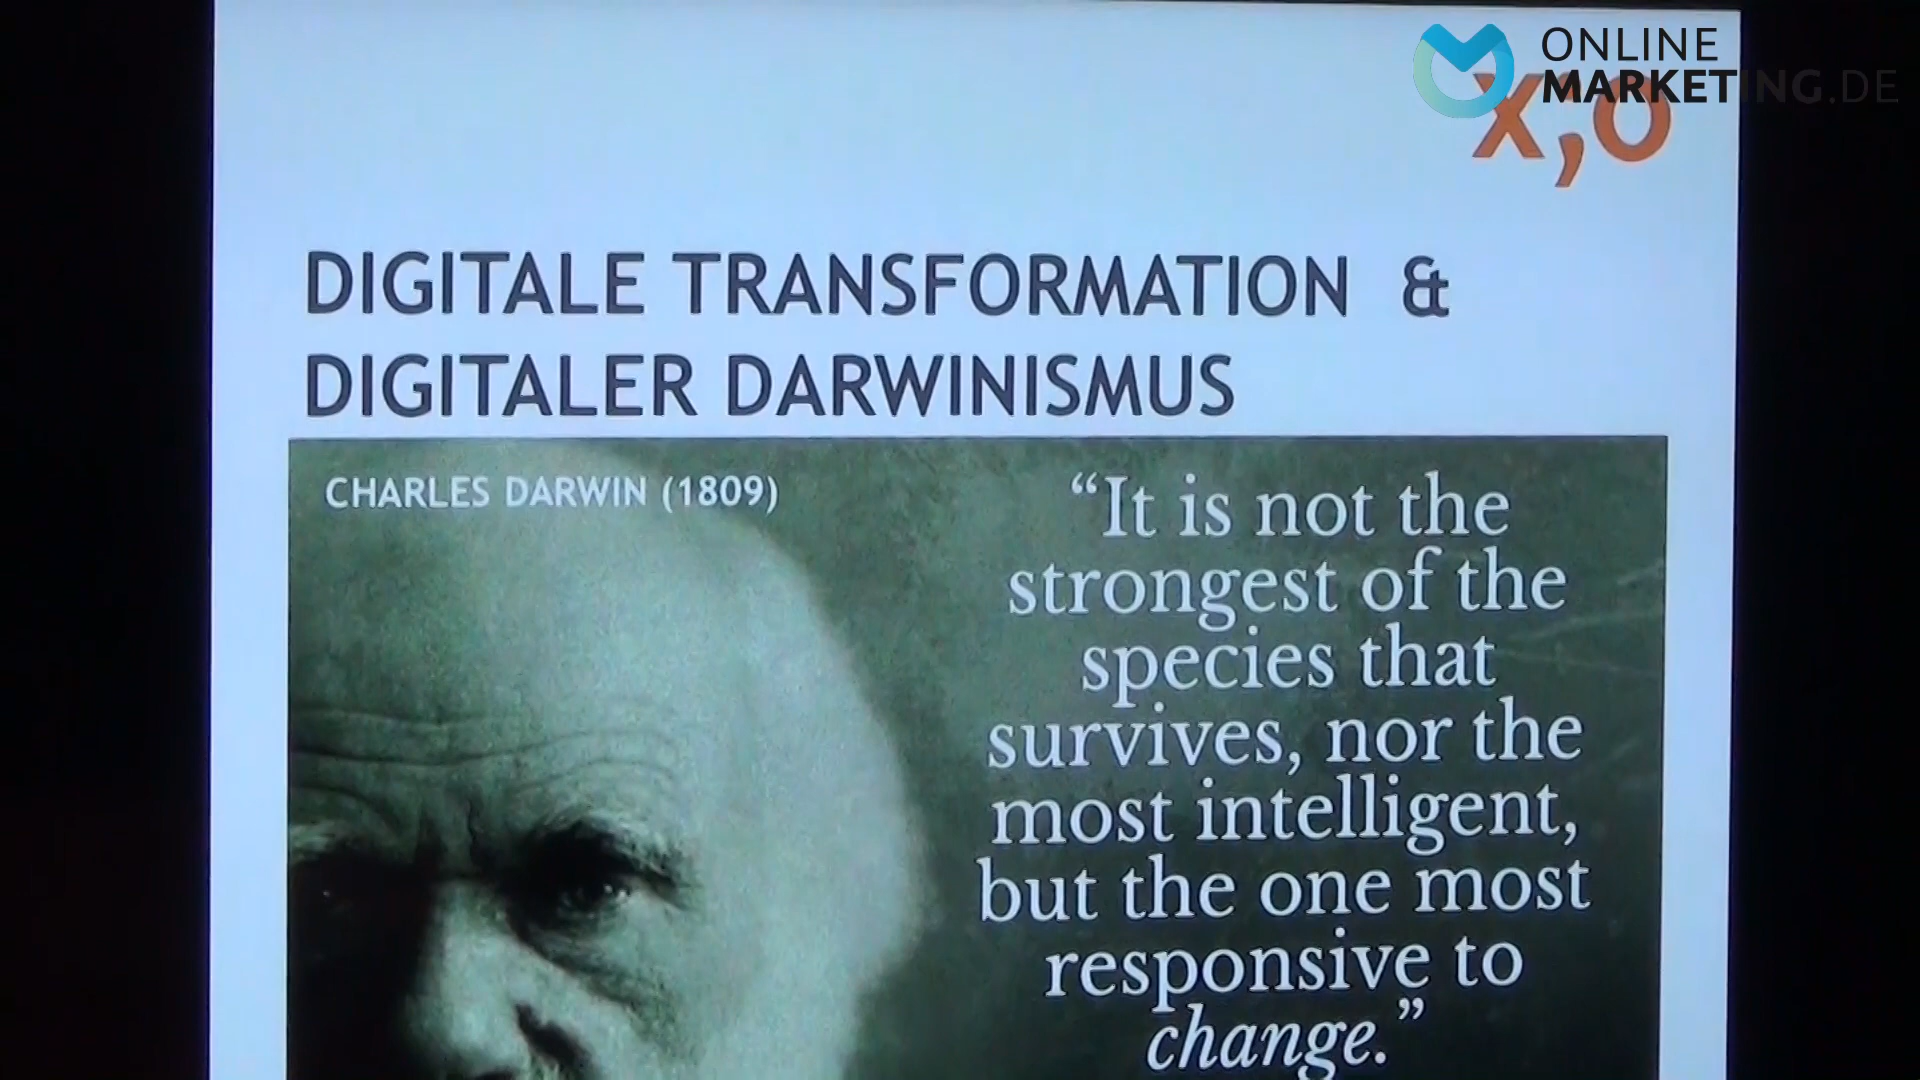 ONLINE
MARKETING.DE
x;o
DIGITALE TRANSFORMATION &
DIGITALER DARWINISMUS
CHARLES DARWIN (1809)
“It is not the
strongest of the
species that
survives, nor the
most intelligent,
but the one most
responsive to
change.”